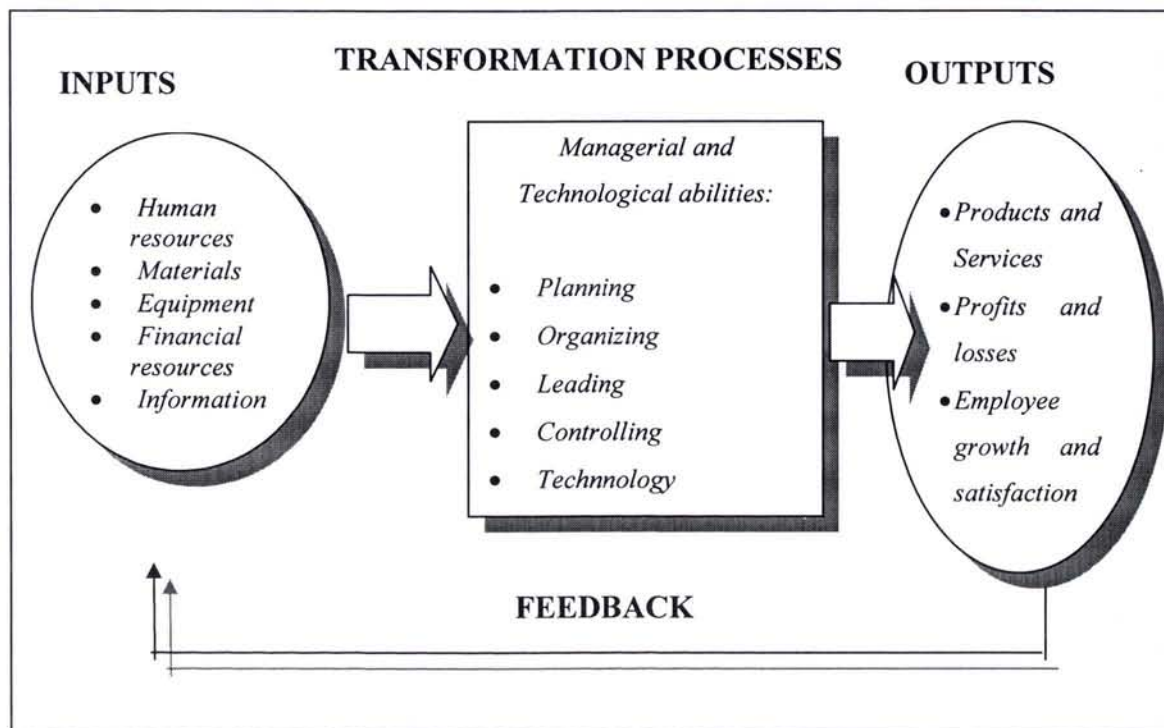 TRANSFORMATION PROCESSES
INPUTS
OUTPUTS
• Human
resources
• Materials
• Equipment
• Financial
resources
• Information
Managerial and
Technological abilities:
• Planning
• Organizing
• Leading
• Controlling
• Technnology
• Products and
Services
• Profits and
losses
• Employee
growth and
satisfaction
FEEDBACK